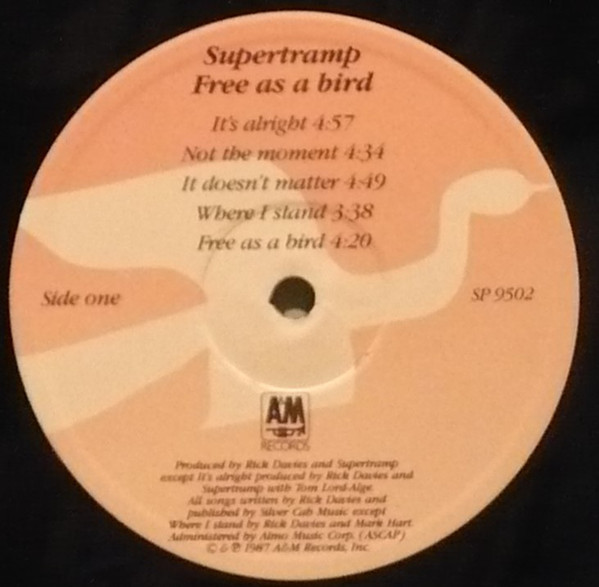 Supertramp
Free as a bird
It's alright 4:57
Not the moment 4:34
It doesn't matter 4:49
Where I stand 3:38
Free as a bird 4:20
Side one
SP 9502
A&M
RECORDS
Produced by Rick Davies and Supertramp
except It's alright produced by Rick Davies and
Supertramp with Tom Lord-Alge.
All songs written by Rick Davies and
published by Silver Cab Music except
Where I stand by Rick Davies and Mark Hart.
Administered by Almo Music Corp. (ASCAP)
© & ℗ 1987 A&M Records, Inc.